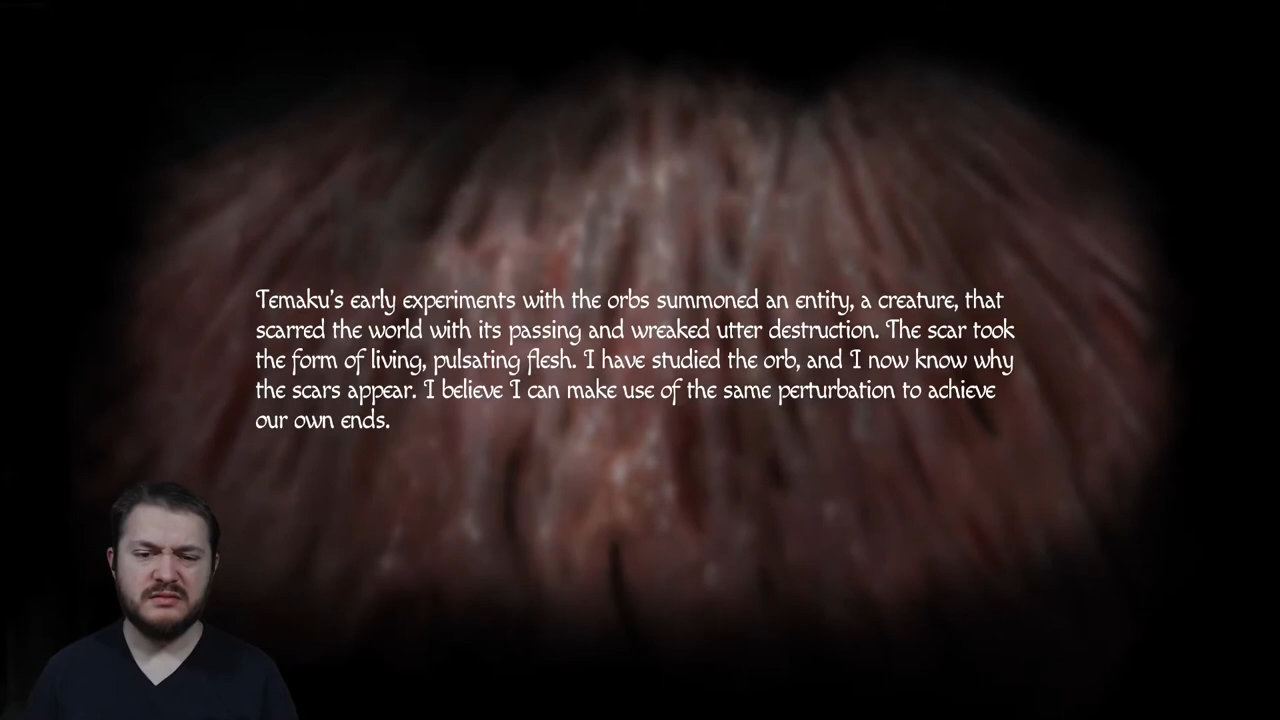 Temaku's early experiments with the orbs summoned an entity, a creature, that
scarred the world with its passing and wreaked utter destruction. The scar took
the form of living, pulsating flesh. I have studied the orb, and I now know why
the scars appear. I believe I can make use of the same perturbation to achieve
our own ends.